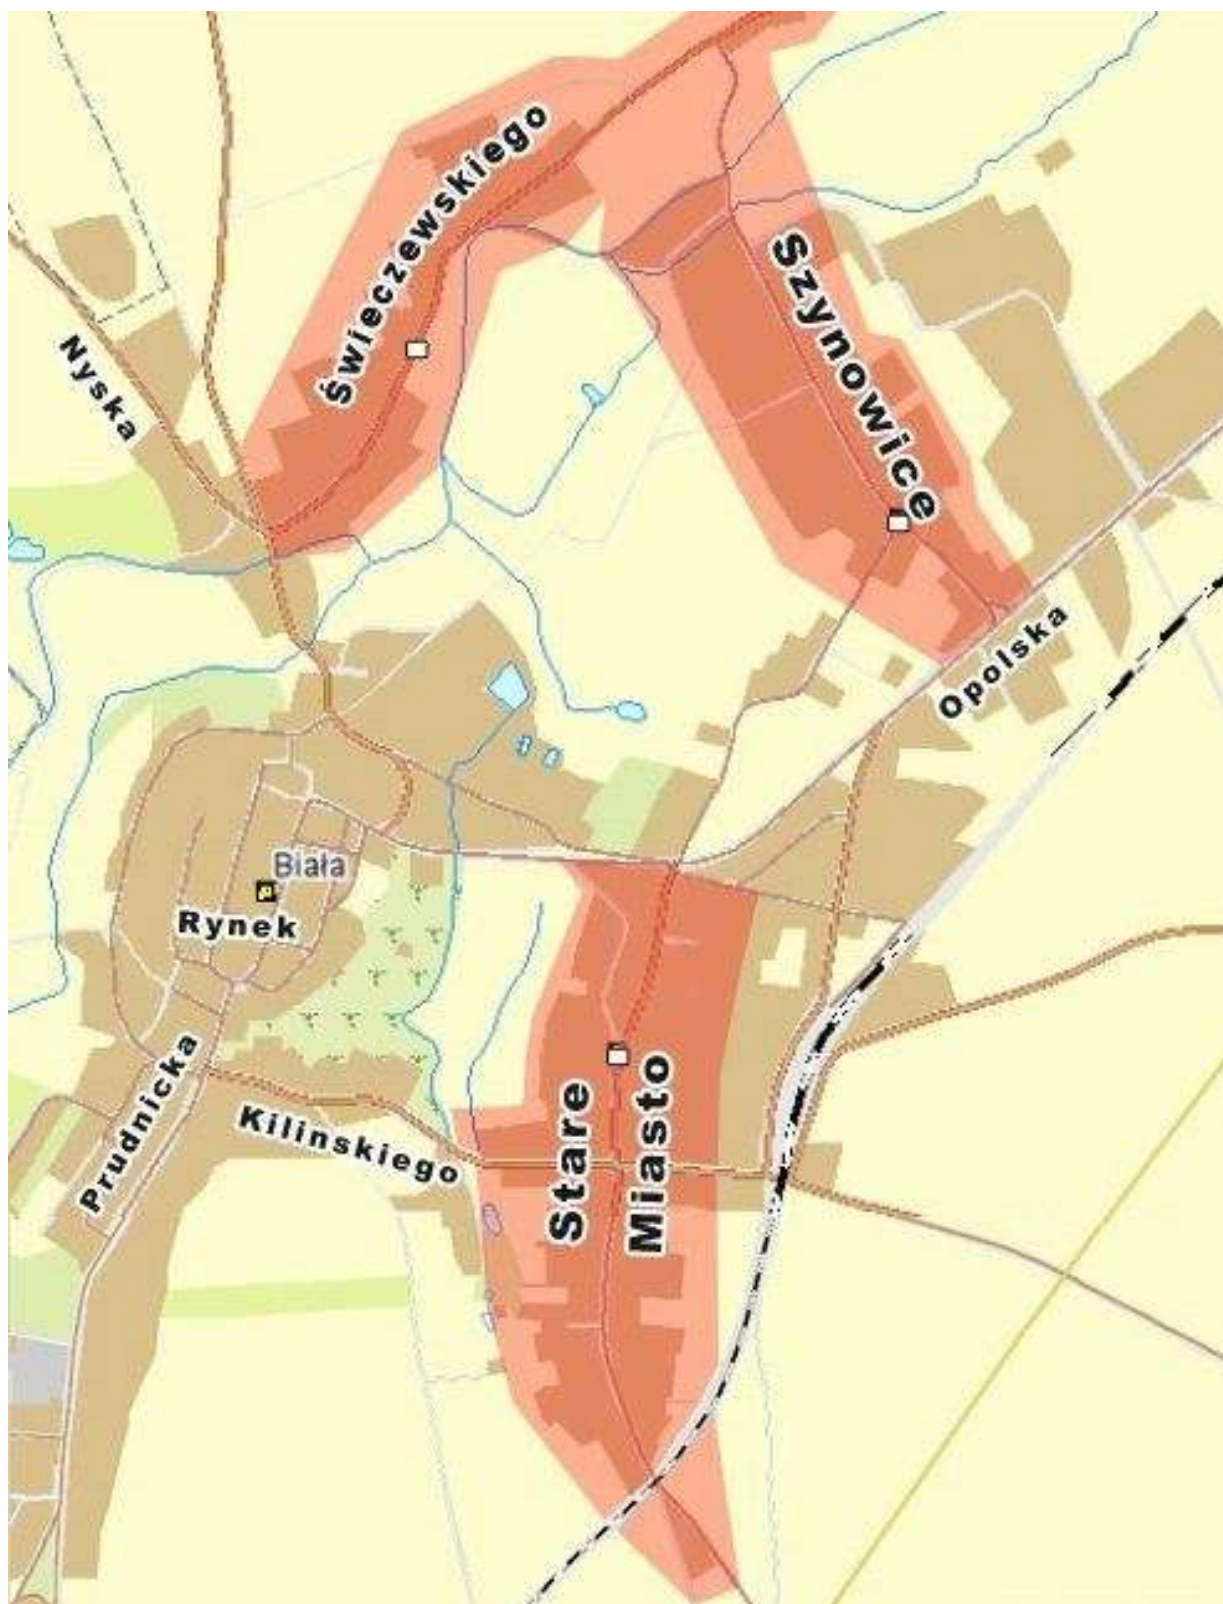 Świeczewskiego
Szynowice
Nyska
Opolska
Biała
Rynek
Prudnicka
Kilinskiego
Stare
Miasto